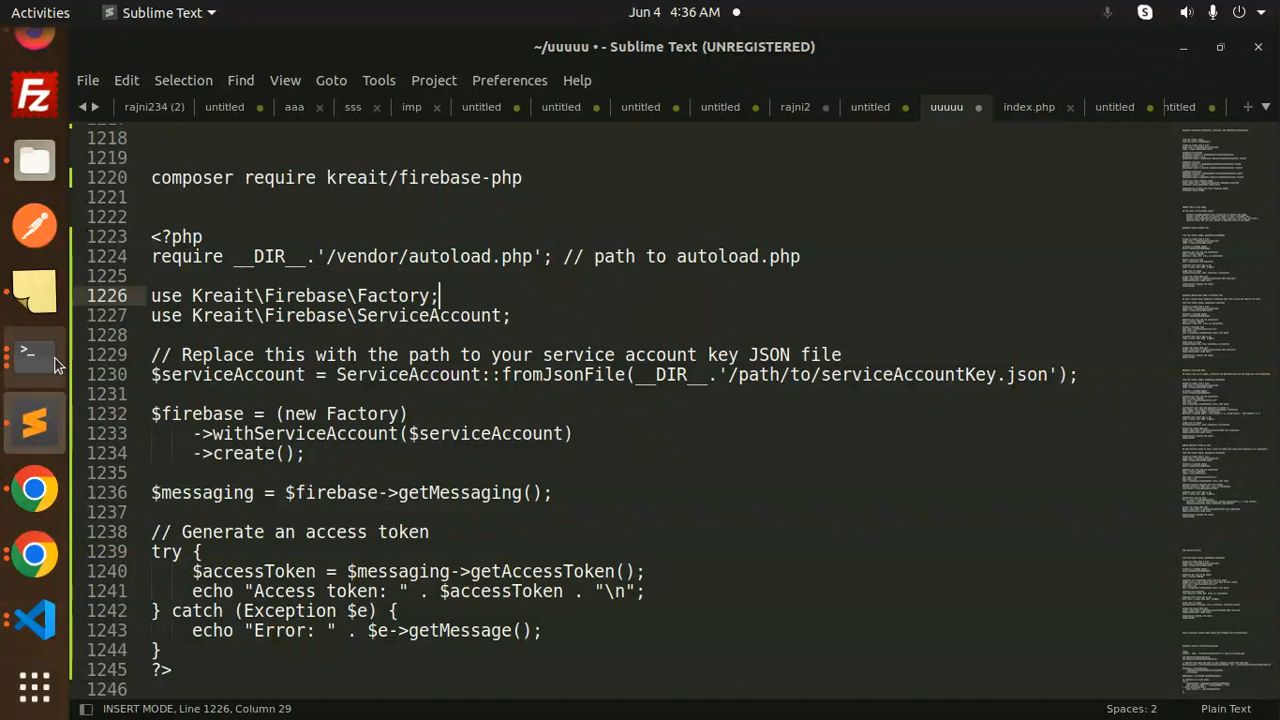 Activities
Sublime Text
Jun 4 4:36 AM
~/uuuuu • - Sublime Text (UNREGISTERED)
File Edit Selection Find View Goto Tools Project Preferences Help
rajni234 (2) untitled aaa sss imp untitled untitled untitled untitled rajni2 untitled uuuuu index.php untitled ntitled
1218
1219
1220 composer require kreait/firebase-php
1221
1222
1223 <?php
1224 require __DIR__.'/vendor/autoload.php'; // path to autoload.php
1225
1226 use Kreait\Firebase\Factory;
1227 use Kreait\Firebase\ServiceAccount;
1228
1229 // Replace this with the path to your service account key JSON file
1230 $serviceAccount = ServiceAccount::fromJsonFile(__DIR__.'/path/to/serviceAccountKey.json');
1231
1232 $firebase = (new Factory)
1233 ->withServiceAccount($serviceAccount)
1234 ->create();
1235
1236 $messaging = $firebase->getMessaging();
1237
1238 // Generate an access token
1239 try {
1240 $accessToken = $messaging->getAccessToken();
1241 echo "Access token: " . $accessToken . "\n";
1242 } catch (Exception $e) {
1243 echo "Error: " . $e->getMessage();
1244 }
1245 ?>
1246
INSERT MODE, Line 1226, Column 29
Spaces: 2
Plain Text